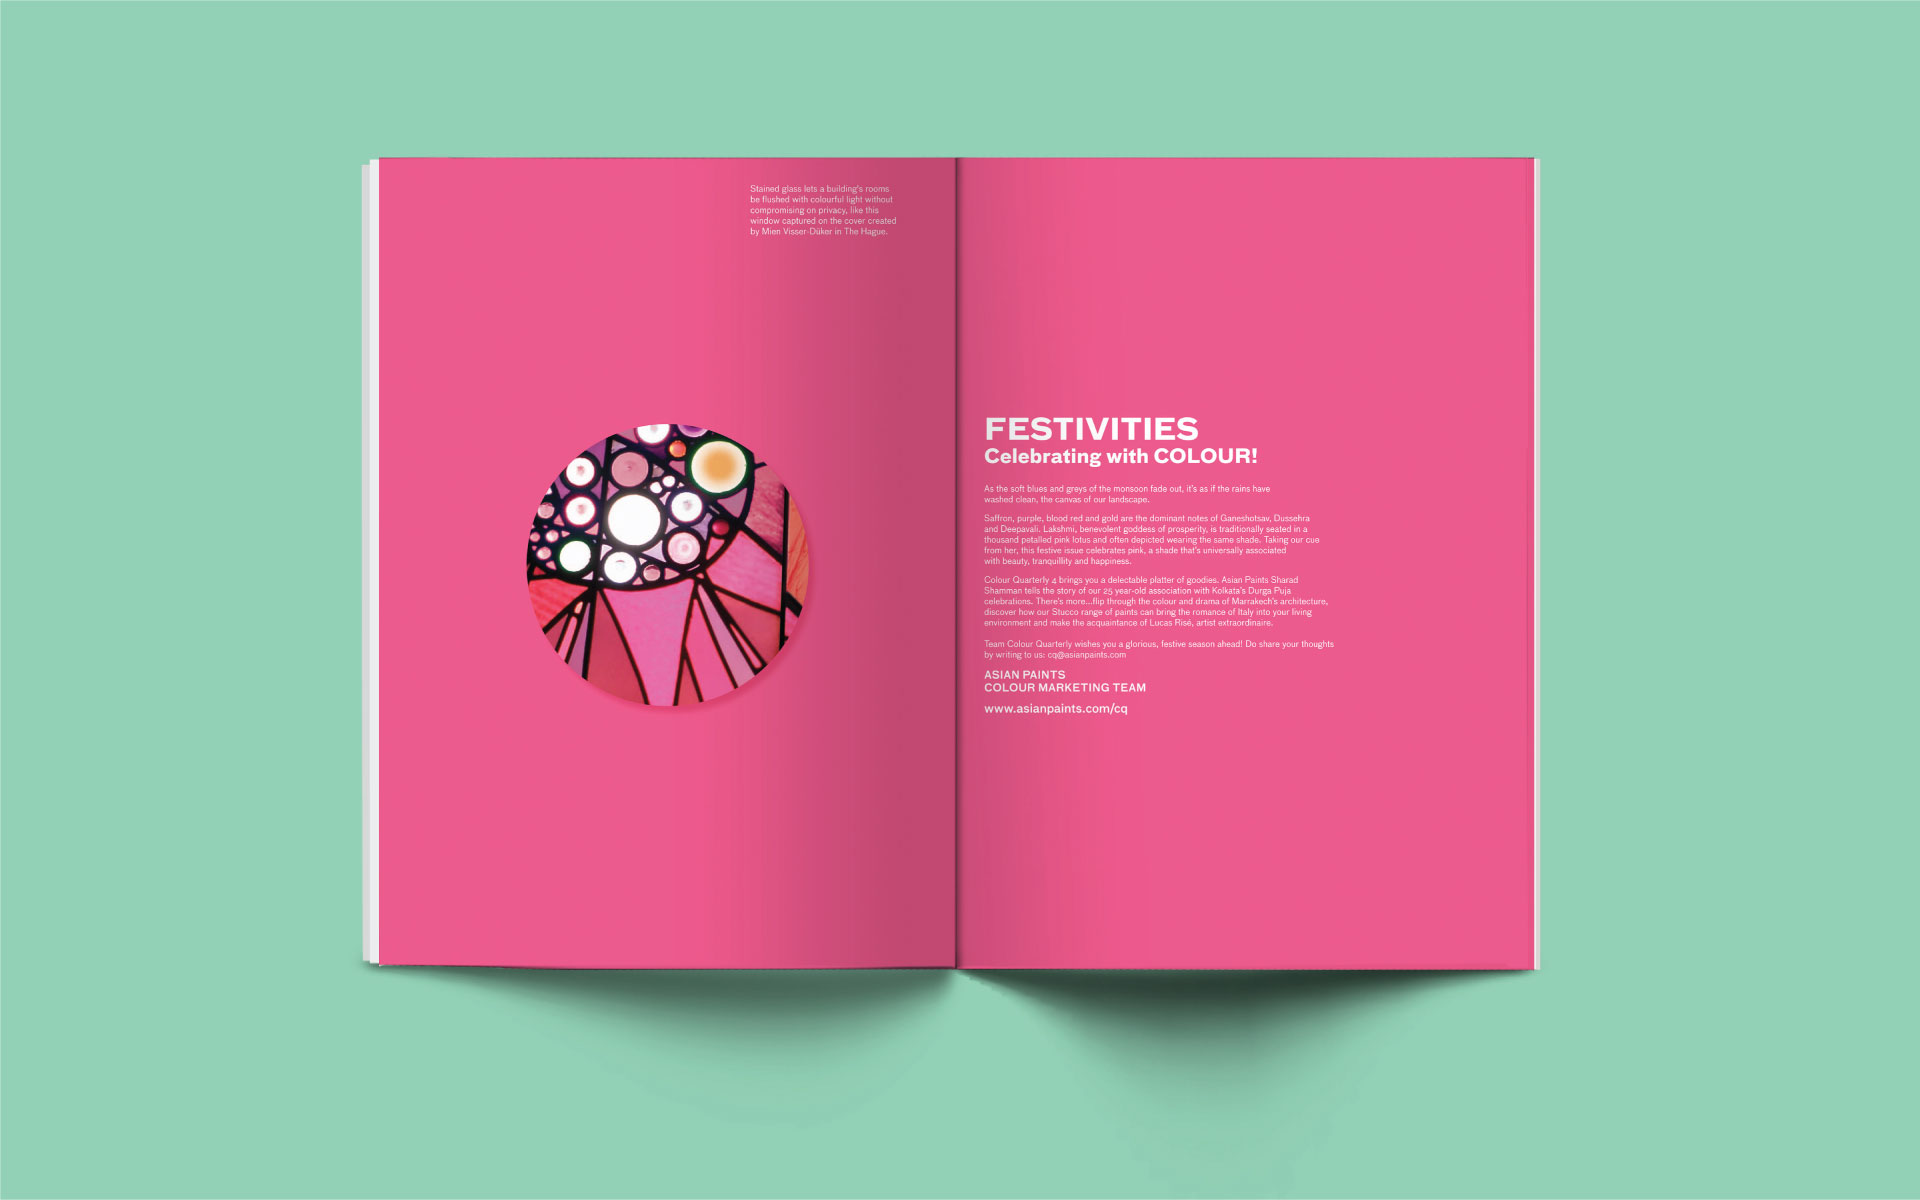 Stained glass lets a building's rooms
be flushed with colourful light without
compromising on privacy, like this
window captured on the cover created
by Mien Visser-Düker in The Hague.
FESTIVITIES
Celebrating with COLOUR!
As the soft blues and greys of the monsoon fade out, it's as if the rains have
washed clean, the canvas of our landscape.
Saffron, purple, blood red and gold are the dominant notes of Ganeshotsav, Dussehra
and Deepavali. Lakshmi, benevolent goddess of prosperity, is traditionally seated in a
thousand petalled pink lotus and often depicted wearing the same shade. Taking our cue
from her, this festive issue celebrates pink, a shade that's universally associated
with beauty, tranquillity and happiness.
Colour Quarterly 4 brings you a delectable platter of goodies. Asian Paints Sharad
Shamman tells the story of our 25 year-old association with Kolkata's Durga Puja
celebrations. There's more...flip through the colour and drama of Marrakech's architecture,
discover how our Stucco range of paints can bring the romance of Italy into your living
environment and make the acquaintance of Lucas Risé, artist extraordinaire.
Team Colour Quarterly wishes you a glorious, festive season ahead! Do share your thoughts
by writing to us: cq@asianpaints.com
ASIAN PAINTS
COLOUR MARKETING TEAM
www.asianpaints.com/cq